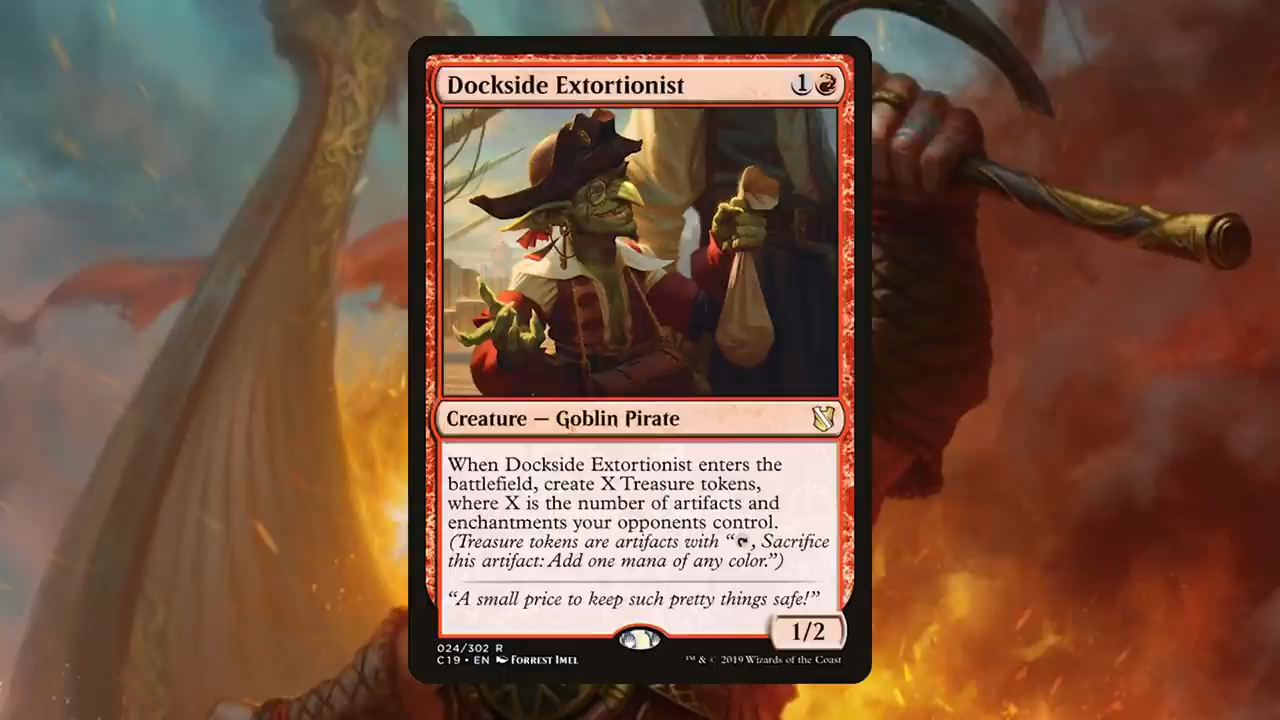 Dockside Extortionist 1
Creature — Goblin Pirate
When Dockside Extortionist enters the
battlefield, create X Treasure tokens,
where X is the number of artifacts and
enchantments your opponents control.
(Treasure tokens are artifacts with “, Sacrifice
this artifact: Add one mana of any color.”)
“A small price to keep such pretty things safe!”
1/2
024/302 R
C19 • EN Forrest Imel
™ & © 2019 Wizards of the Coast